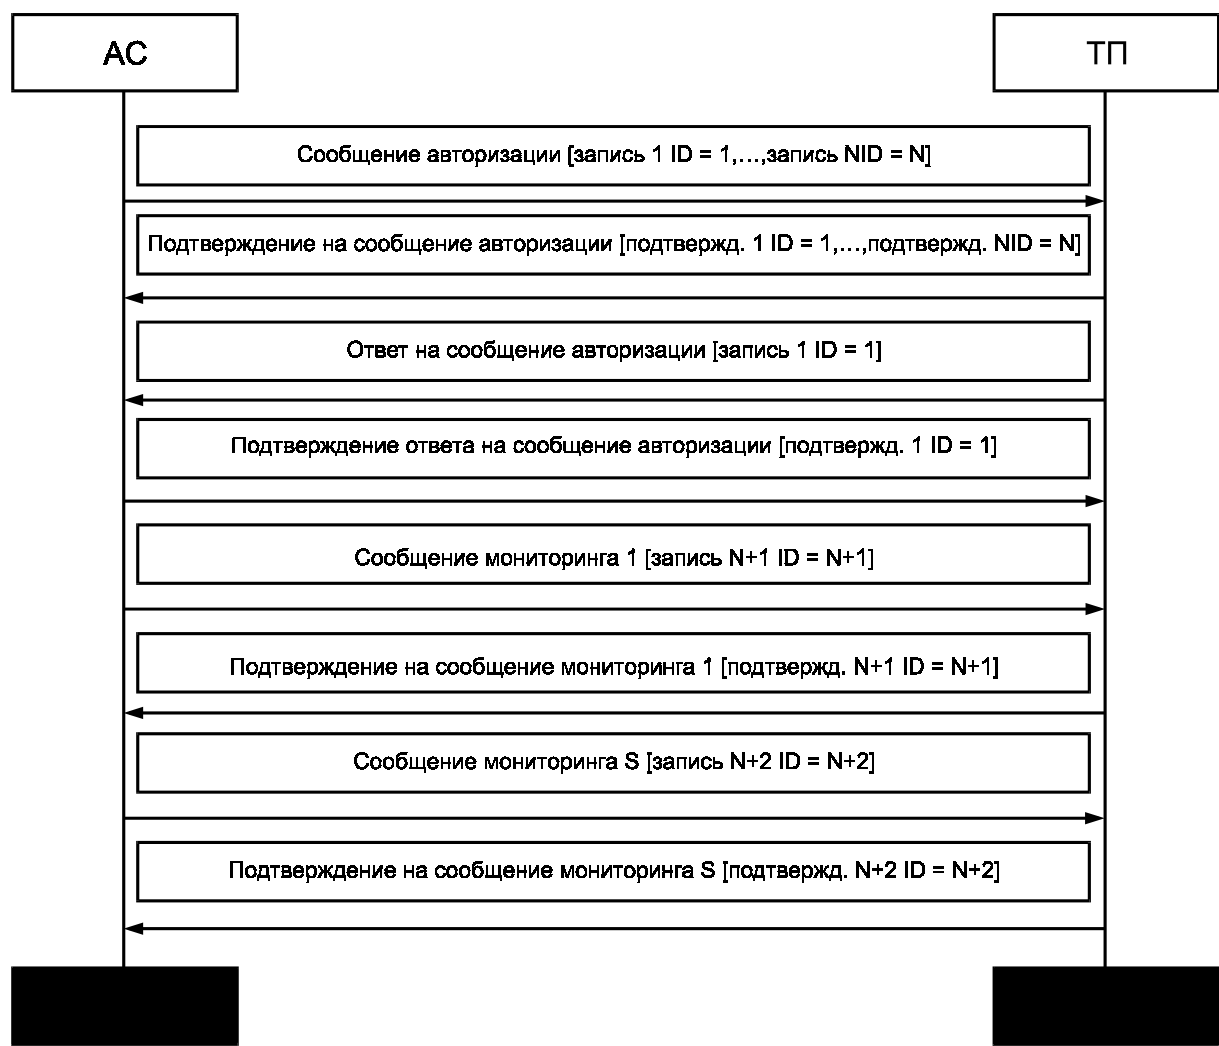 АС
ТП
Сообщение авторизации [запись 1 ID = 1,...,запись NID = N]
Подтверждение на сообщение авторизации [подтвержд. 1 ID = 1,...,подтвержд. NID = N]
Ответ на сообщение авторизации [запись 1 ID = 1]
Подтверждение ответа на сообщение авторизации [подтвержд. 1 ID = 1]
Сообщение мониторинга 1 [запись N+1 ID = N+1]
Подтверждение на сообщение мониторинга 1 [подтвержд. N+1 ID = N+1]
Сообщение мониторинга S [запись N+2 ID = N+2]
Подтверждение на сообщение мониторинга S [подтвержд. N+2 ID = N+2]